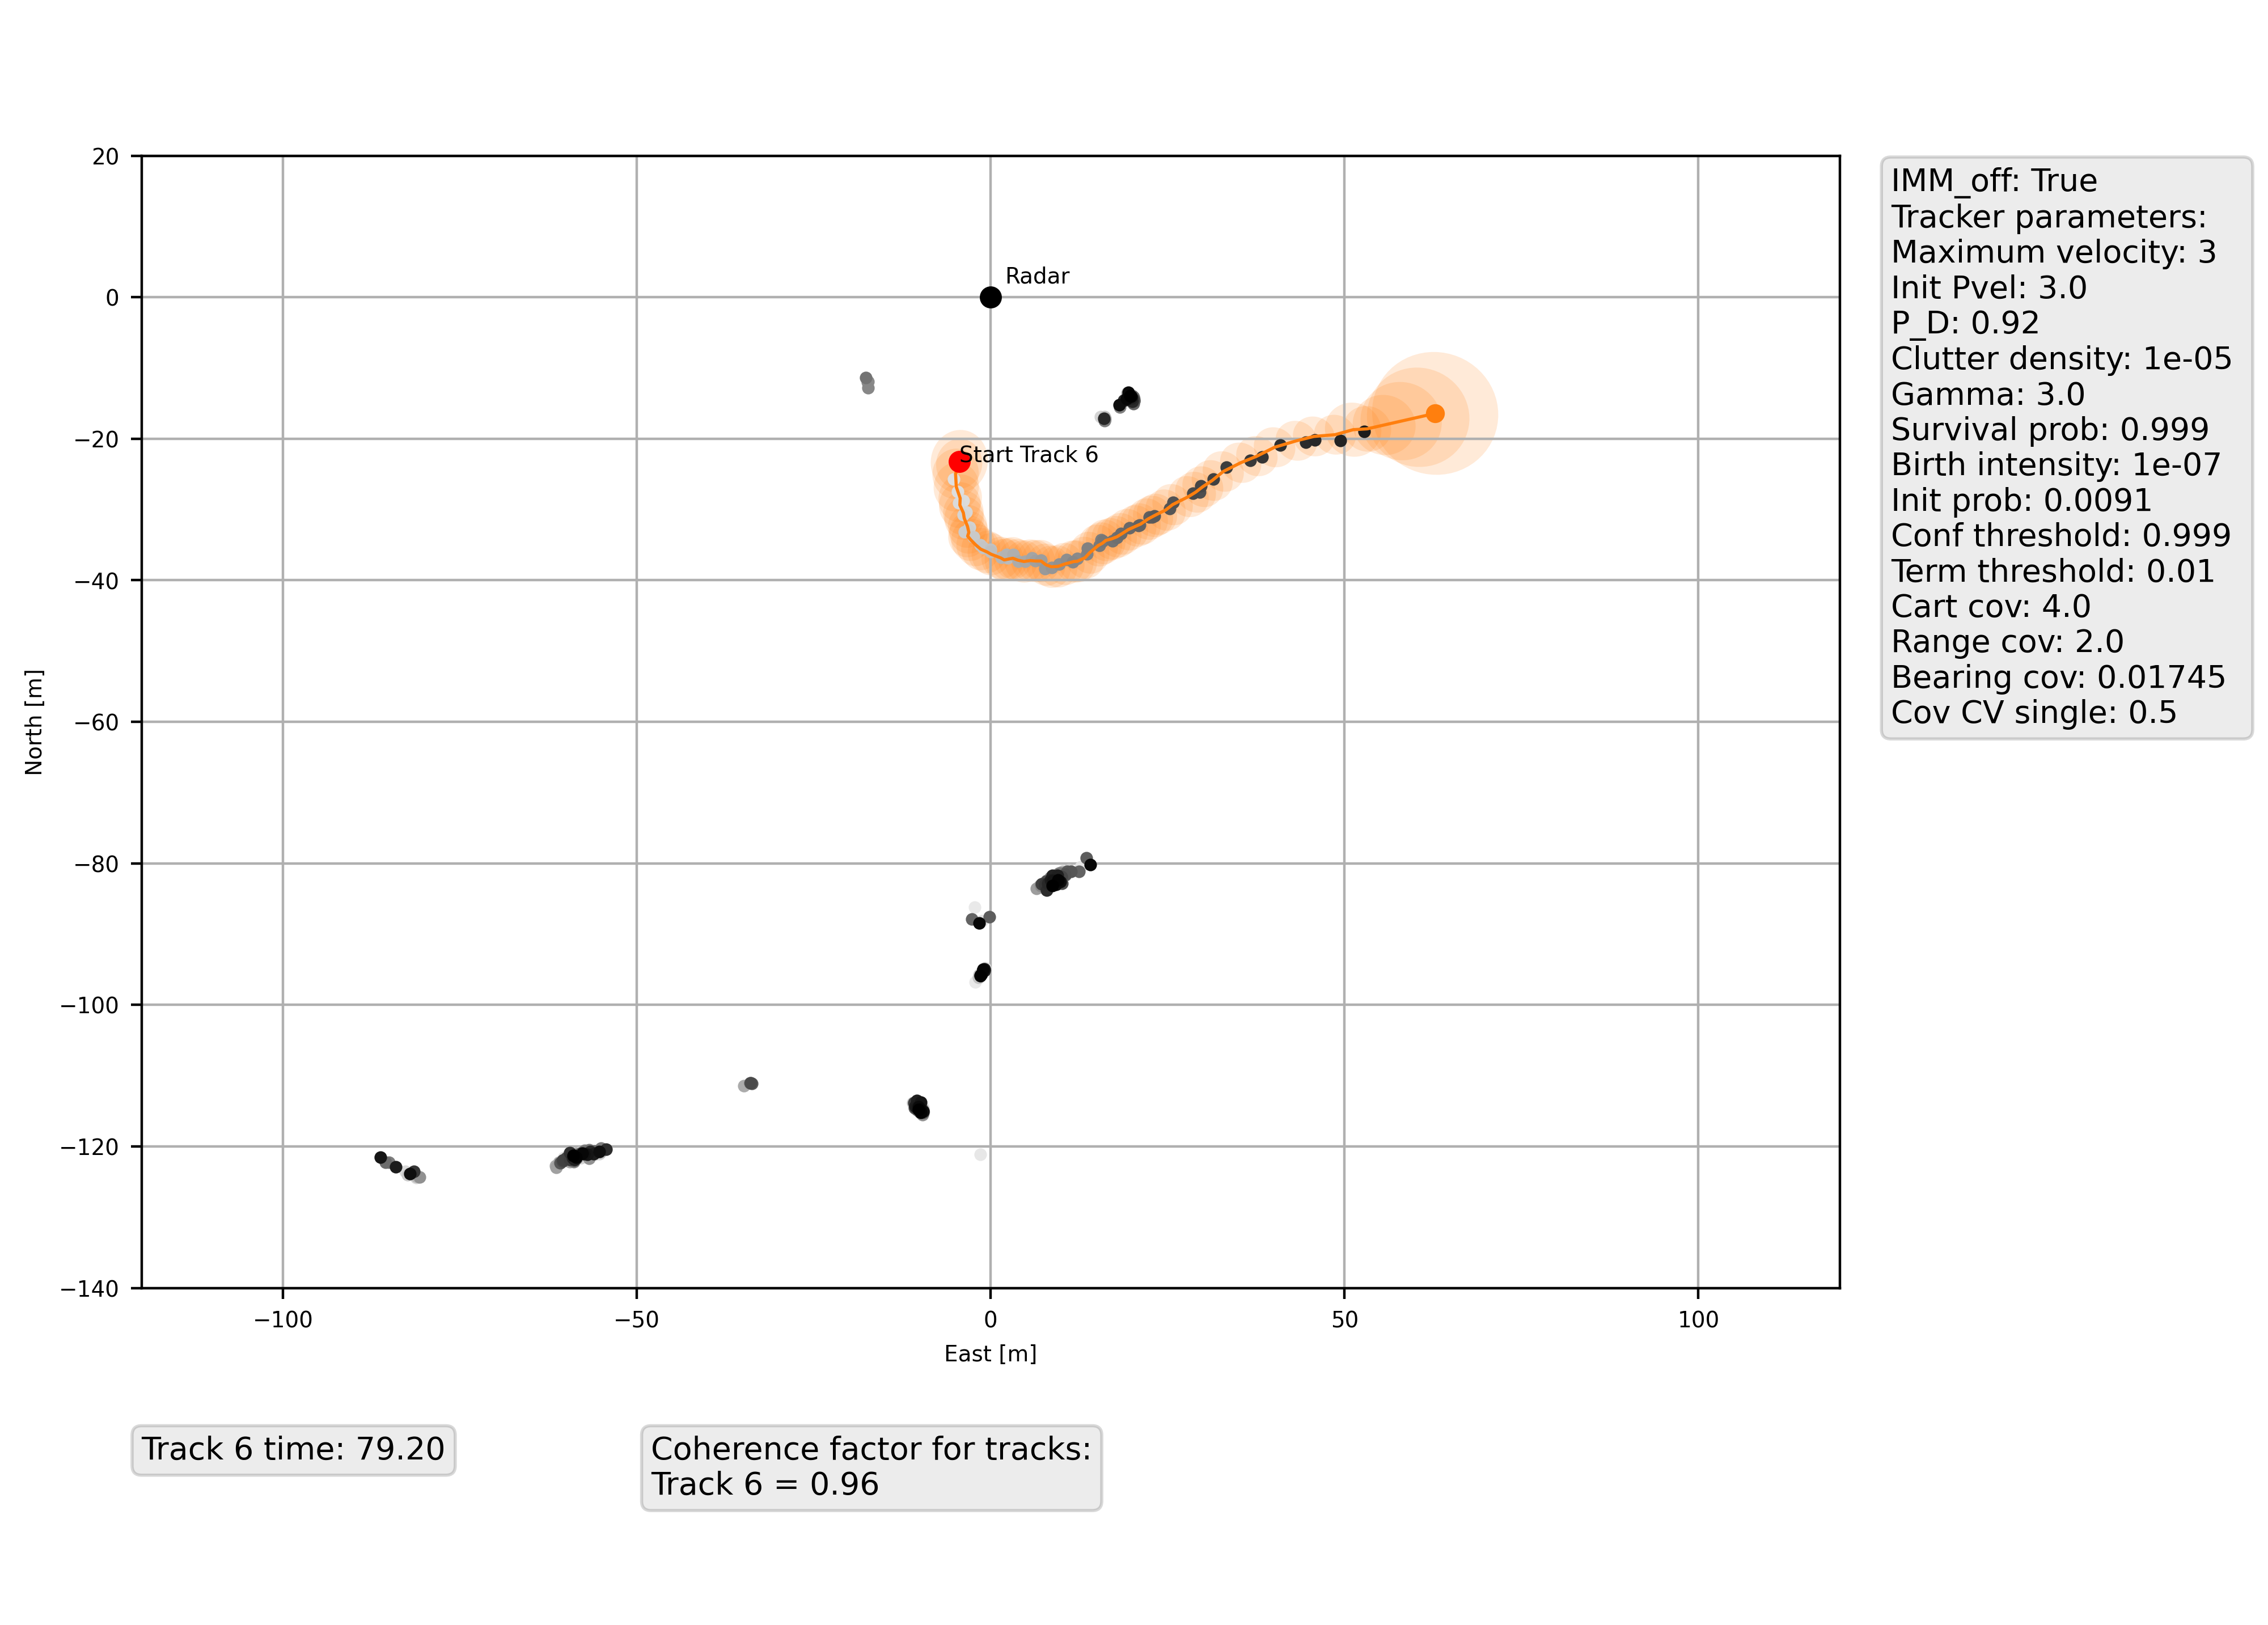 20
0
−20
−40
−60
−80
−100
−120
−140
North [m]
Radar
Start Track 6
−100
−50
0
50
100
East [m]
IMM_off: True
Tracker parameters:
Maximum velocity: 3
Init Pvel: 3.0
P_D: 0.92
Clutter density: 1e-05
Gamma: 3.0
Survival prob: 0.999
Birth intensity: 1e-07
Init prob: 0.0091
Conf threshold: 0.999
Term threshold: 0.01
Cart cov: 4.0
Range cov: 2.0
Bearing cov: 0.01745
Cov CV single: 0.5
Track 6 time: 79.20
Coherence factor for tracks:
Track 6 = 0.96